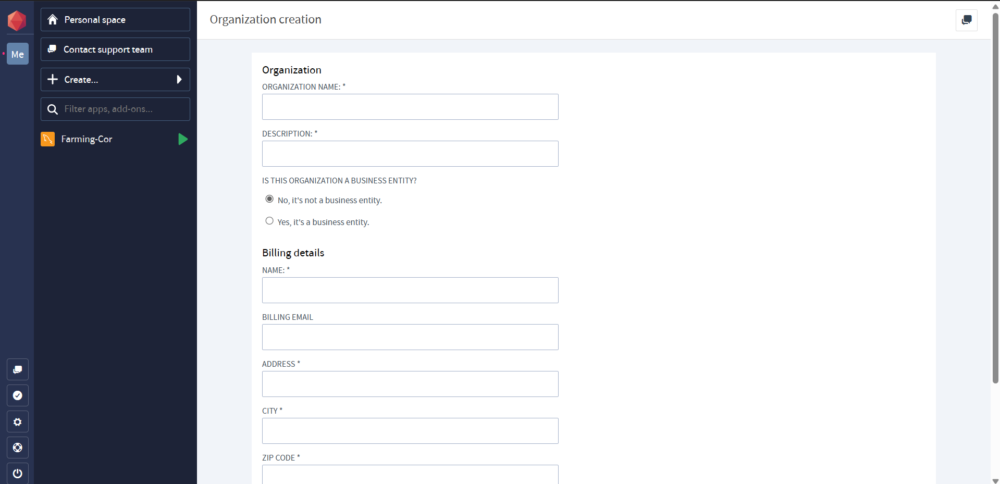 Me
Personal space
Contact support team
Create...
Filter apps, add-ons...
Farming-Cor
Organization creation
Organization
ORGANIZATION NAME: *
DESCRIPTION: *
IS THIS ORGANIZATION A BUSINESS ENTITY?
No, it's not a business entity.
Yes, it's a business entity.
Billing details
NAME: *
BILLING EMAIL
ADDRESS *
CITY *
ZIP CODE *